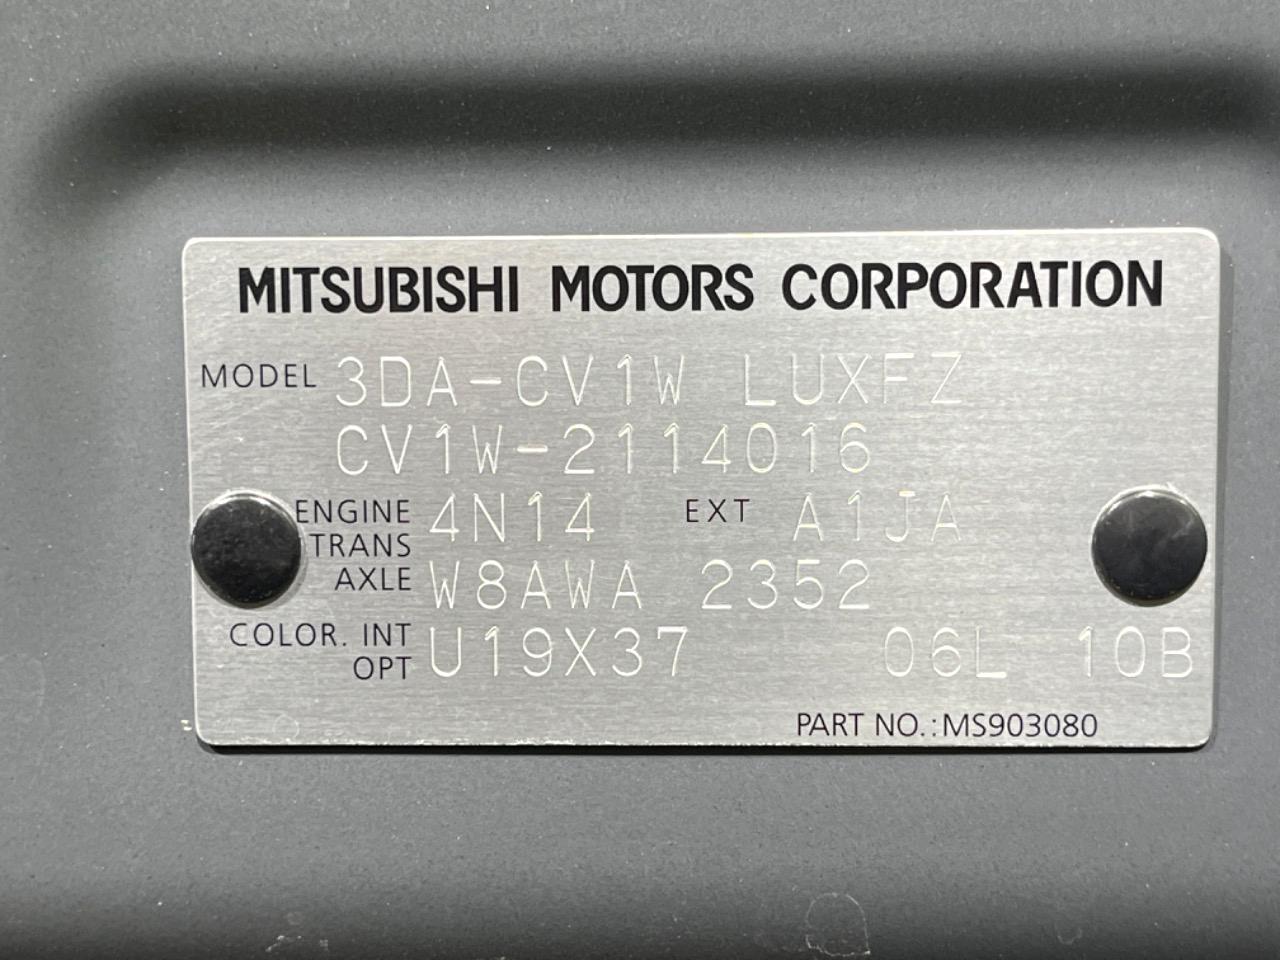 MITSUBISHI MOTORS CORPORATION
MODEL 3DA-CV1W LUXFZ
CV1W-2114016
ENGINE 4N14 EXT A1JA
TRANS
AXLE W8AWA 2352
COLOR. INT U19X37 06L 10B
OPT
PART NO.:MS903080